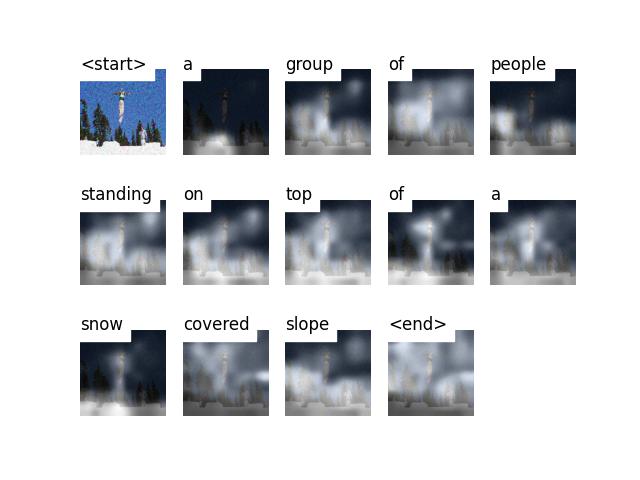 <start> a group of people
standing on top of a
snow covered slope <end>